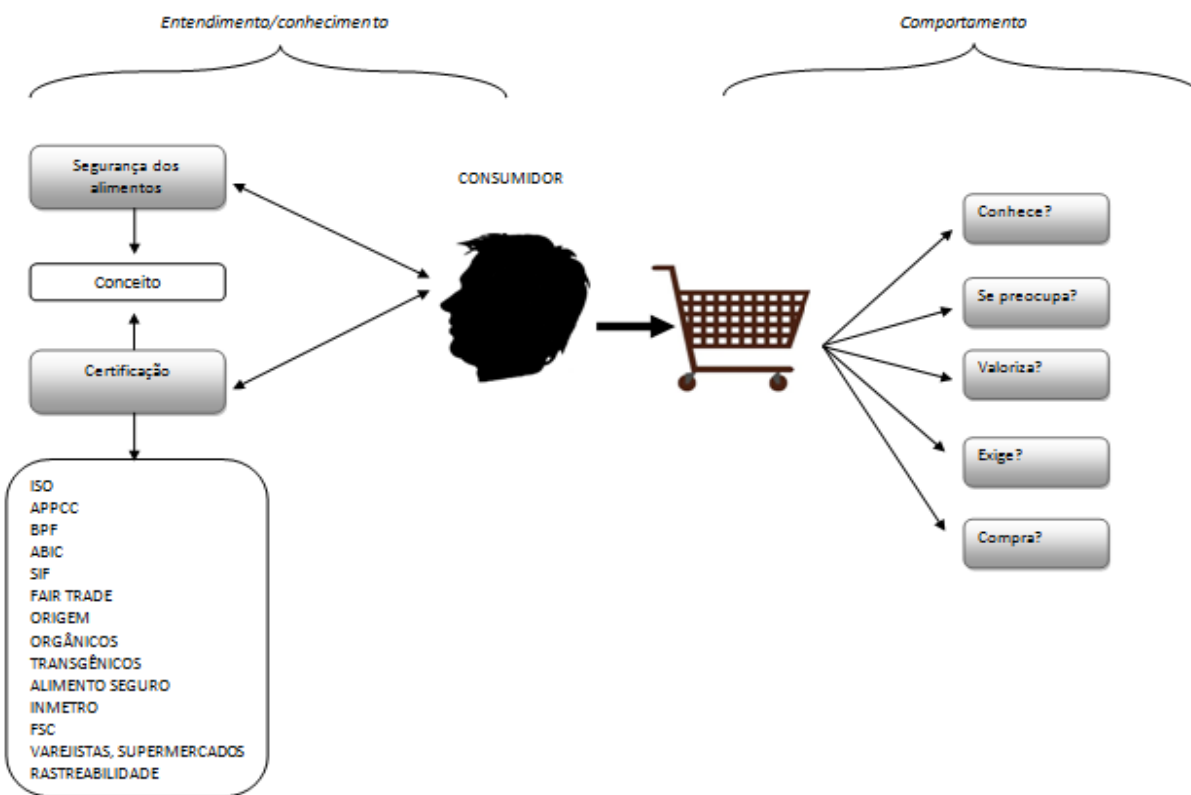 Entendimento/conhecimento
Comportamento
Segurança dos
alimentos
CONSUMIDOR
Conceito
Certificação
ISO
APPCC
BPF
ABIC
SIF
FAIR TRADE
ORIGEM
ORGÂNICOS
TRANSGÊNICOS
ALIMENTO SEGURO
INMETRO
FSC
VAREJISTAS, SUPERMERCADOS
RASTREABILIDADE
Conhece?
Se preocupa?
Valoriza?
Exige?
Compra?